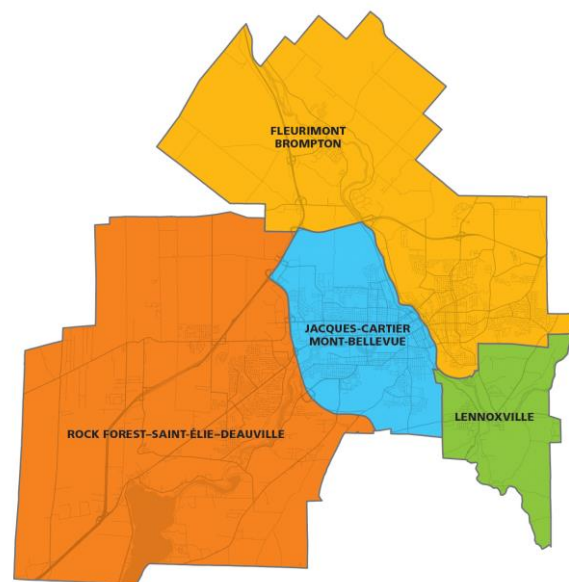 FLEURIMONT
BROMPTON
JACQUES-CARTIER
MONT-BELLEVUE
LENNOXVILLE
ROCK FOREST–SAINT-ÉLIE–DEAUVILLE